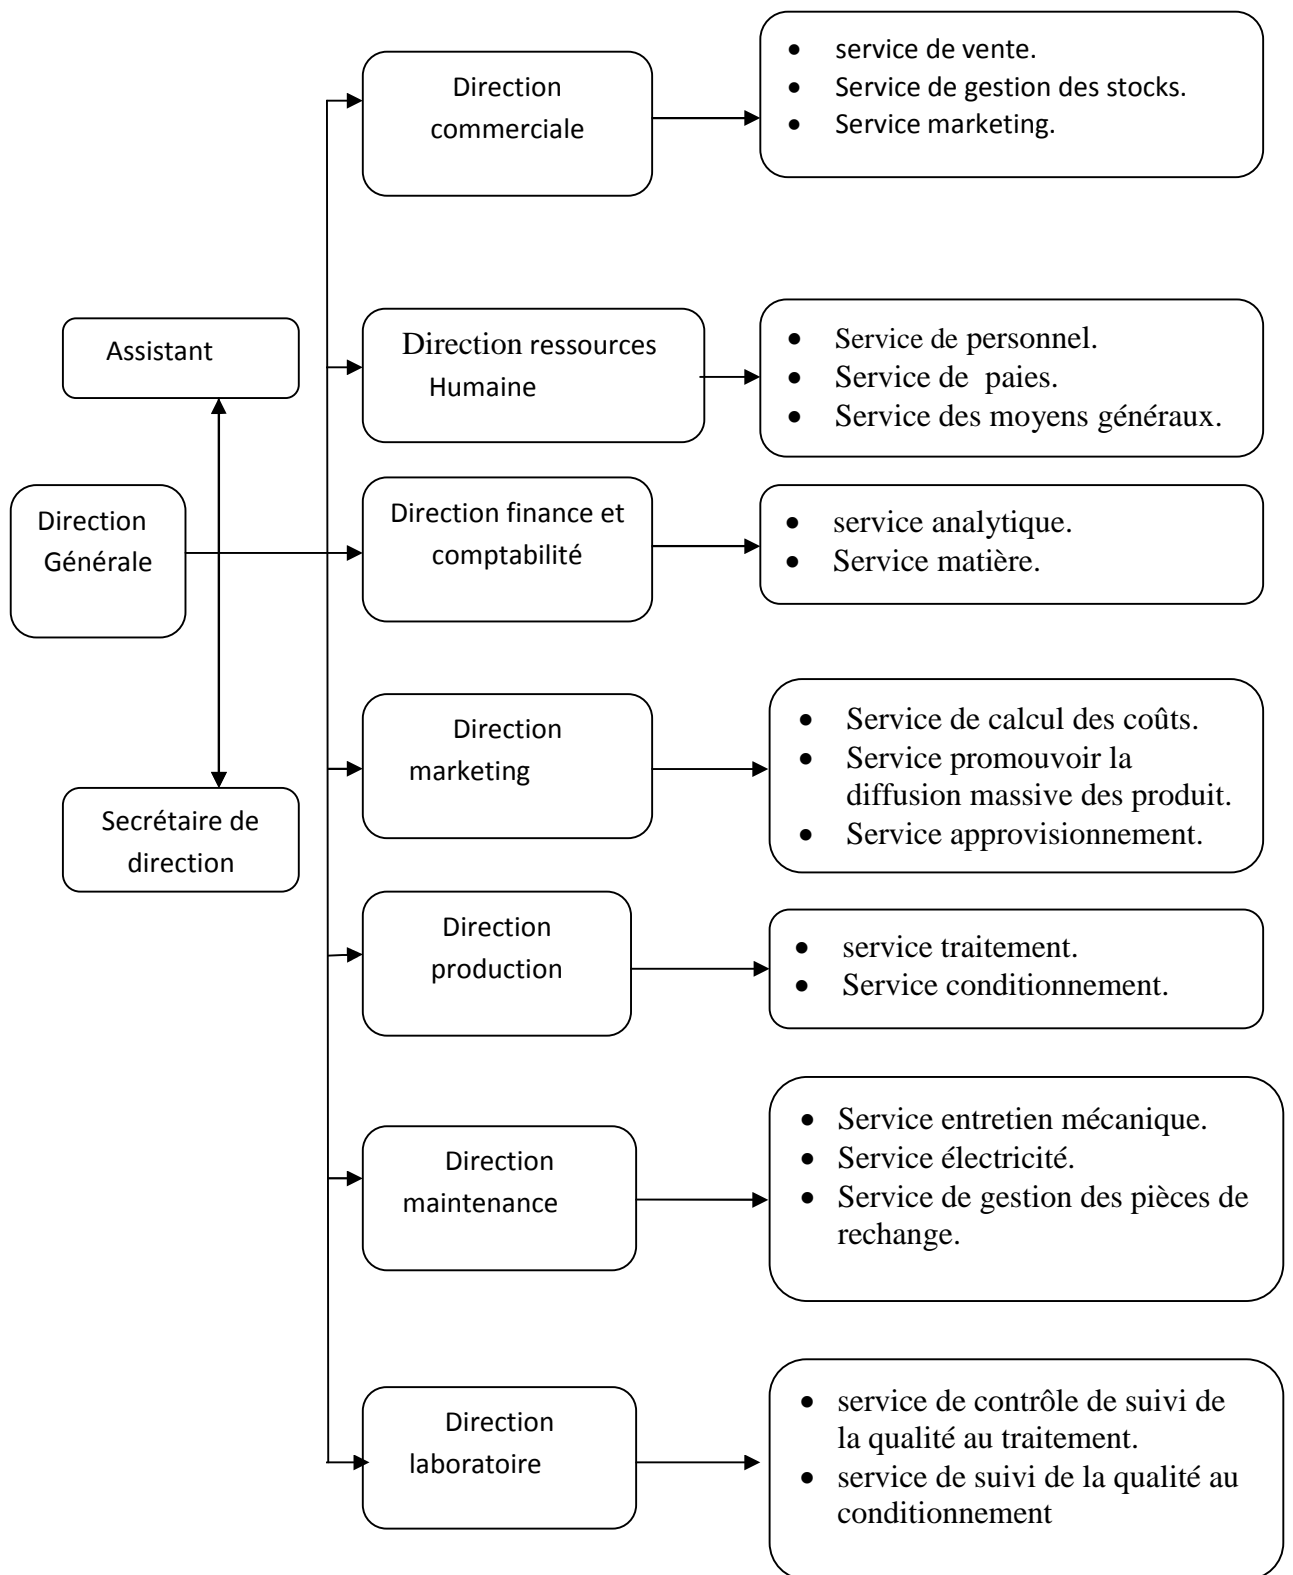 Direction
commerciale
• service de vente.
• Service de gestion des stocks.
• Service marketing.
Assistant
Direction ressources
Humaine
• Service de personnel.
• Service de paies.
• Service des moyens généraux.
Direction
Générale
Direction finance et
comptabilité
• service analytique.
• Service matière.
Direction
marketing
• Service de calcul des coûts.
• Service promouvoir la
diffusion massive des produit.
• Service approvisionnement.
Secrétaire de
direction
Direction
production
• service traitement.
• Service conditionnement.
Direction
maintenance
• Service entretien mécanique.
• Service électricité.
• Service de gestion des pièces de
rechange.
Direction
laboratoire
• service de contrôle de suivi de
la qualité au traitement.
• service de suivi de la qualité au
conditionnement